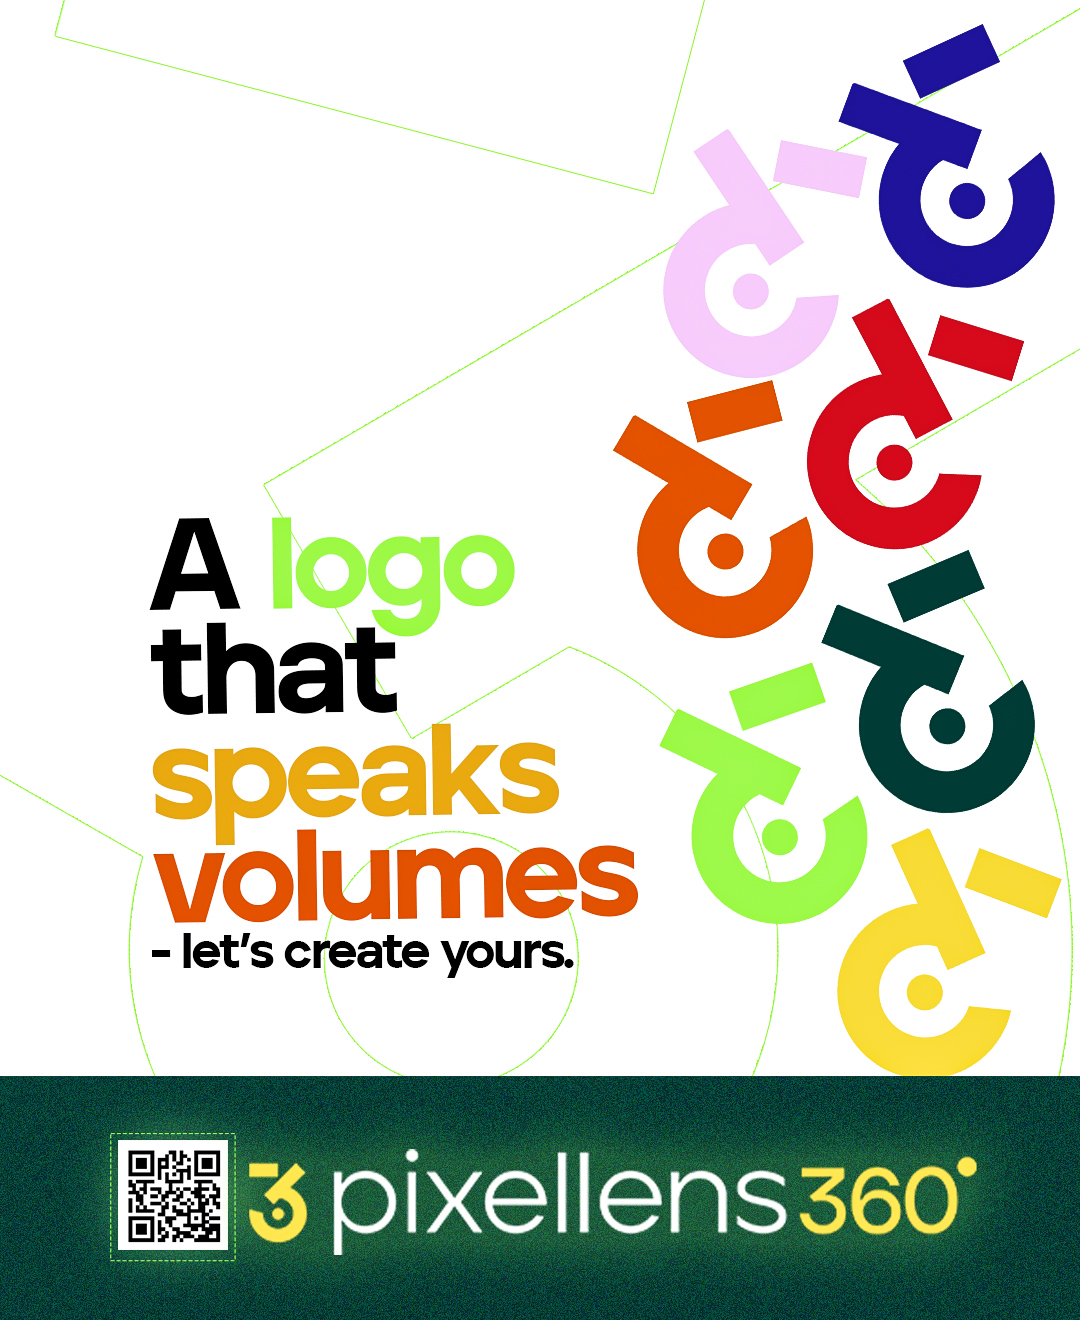 A logo
that
speaks
volumes
- let's create yours.
pixellens360°